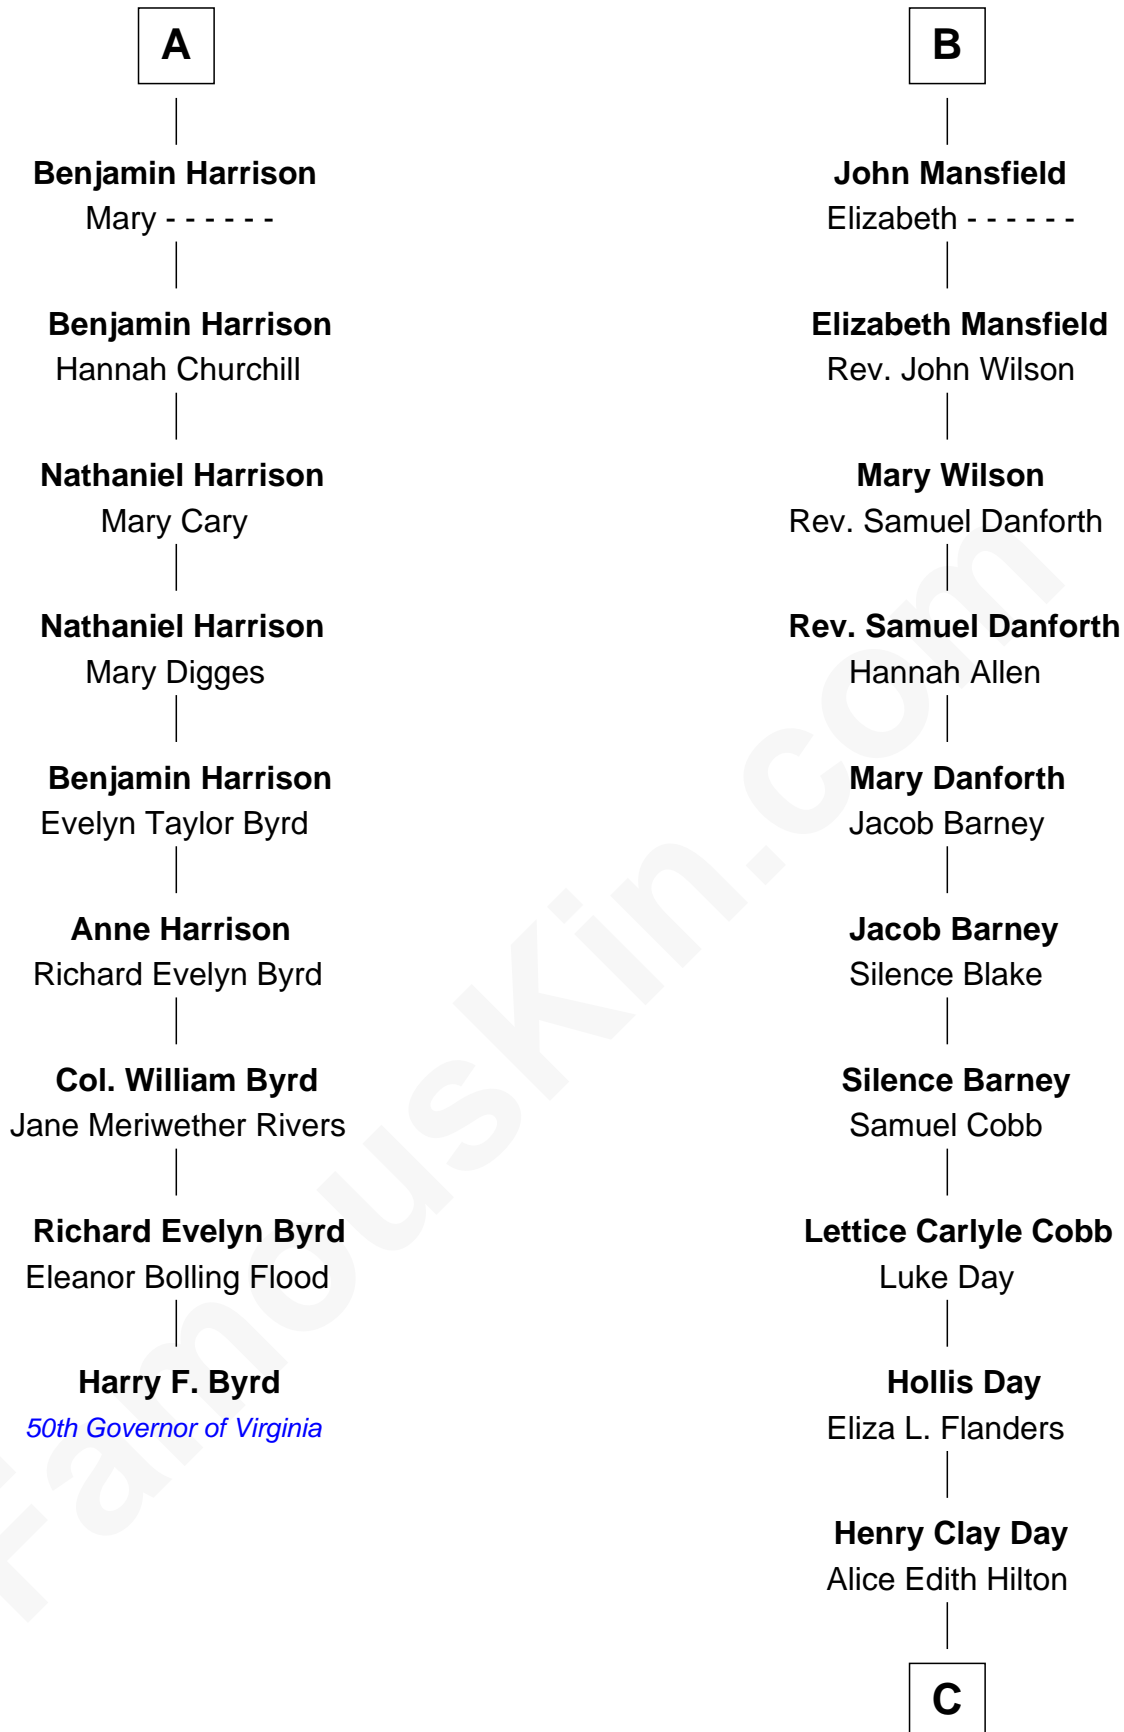 A
Benjamin Harrison
Mary - - - - - -
Benjamin Harrison
Hannah Churchill
Nathaniel Harrison
Mary Cary
Nathaniel Harrison
Mary Digges
Benjamin Harrison
Evelyn Taylor Byrd
Anne Harrison
Richard Evelyn Byrd
Col. William Byrd
Jane Meriwether Rivers
Richard Evelyn Byrd
Eleanor Bolling Flood
Harry F. Byrd
50th Governor of Virginia
B
John Mansfield
Elizabeth - - - - - -
Elizabeth Mansfield
Rev. John Wilson
Mary Wilson
Rev. Samuel Danforth
Rev. Samuel Danforth
Hannah Allen
Mary Danforth
Jacob Barney
Jacob Barney
Silence Blake
Silence Barney
Samuel Cobb
Lettice Carlyle Cobb
Luke Day
Hollis Day
Eliza L. Flanders
Henry Clay Day
Alice Edith Hilton
C
FamousKin.com